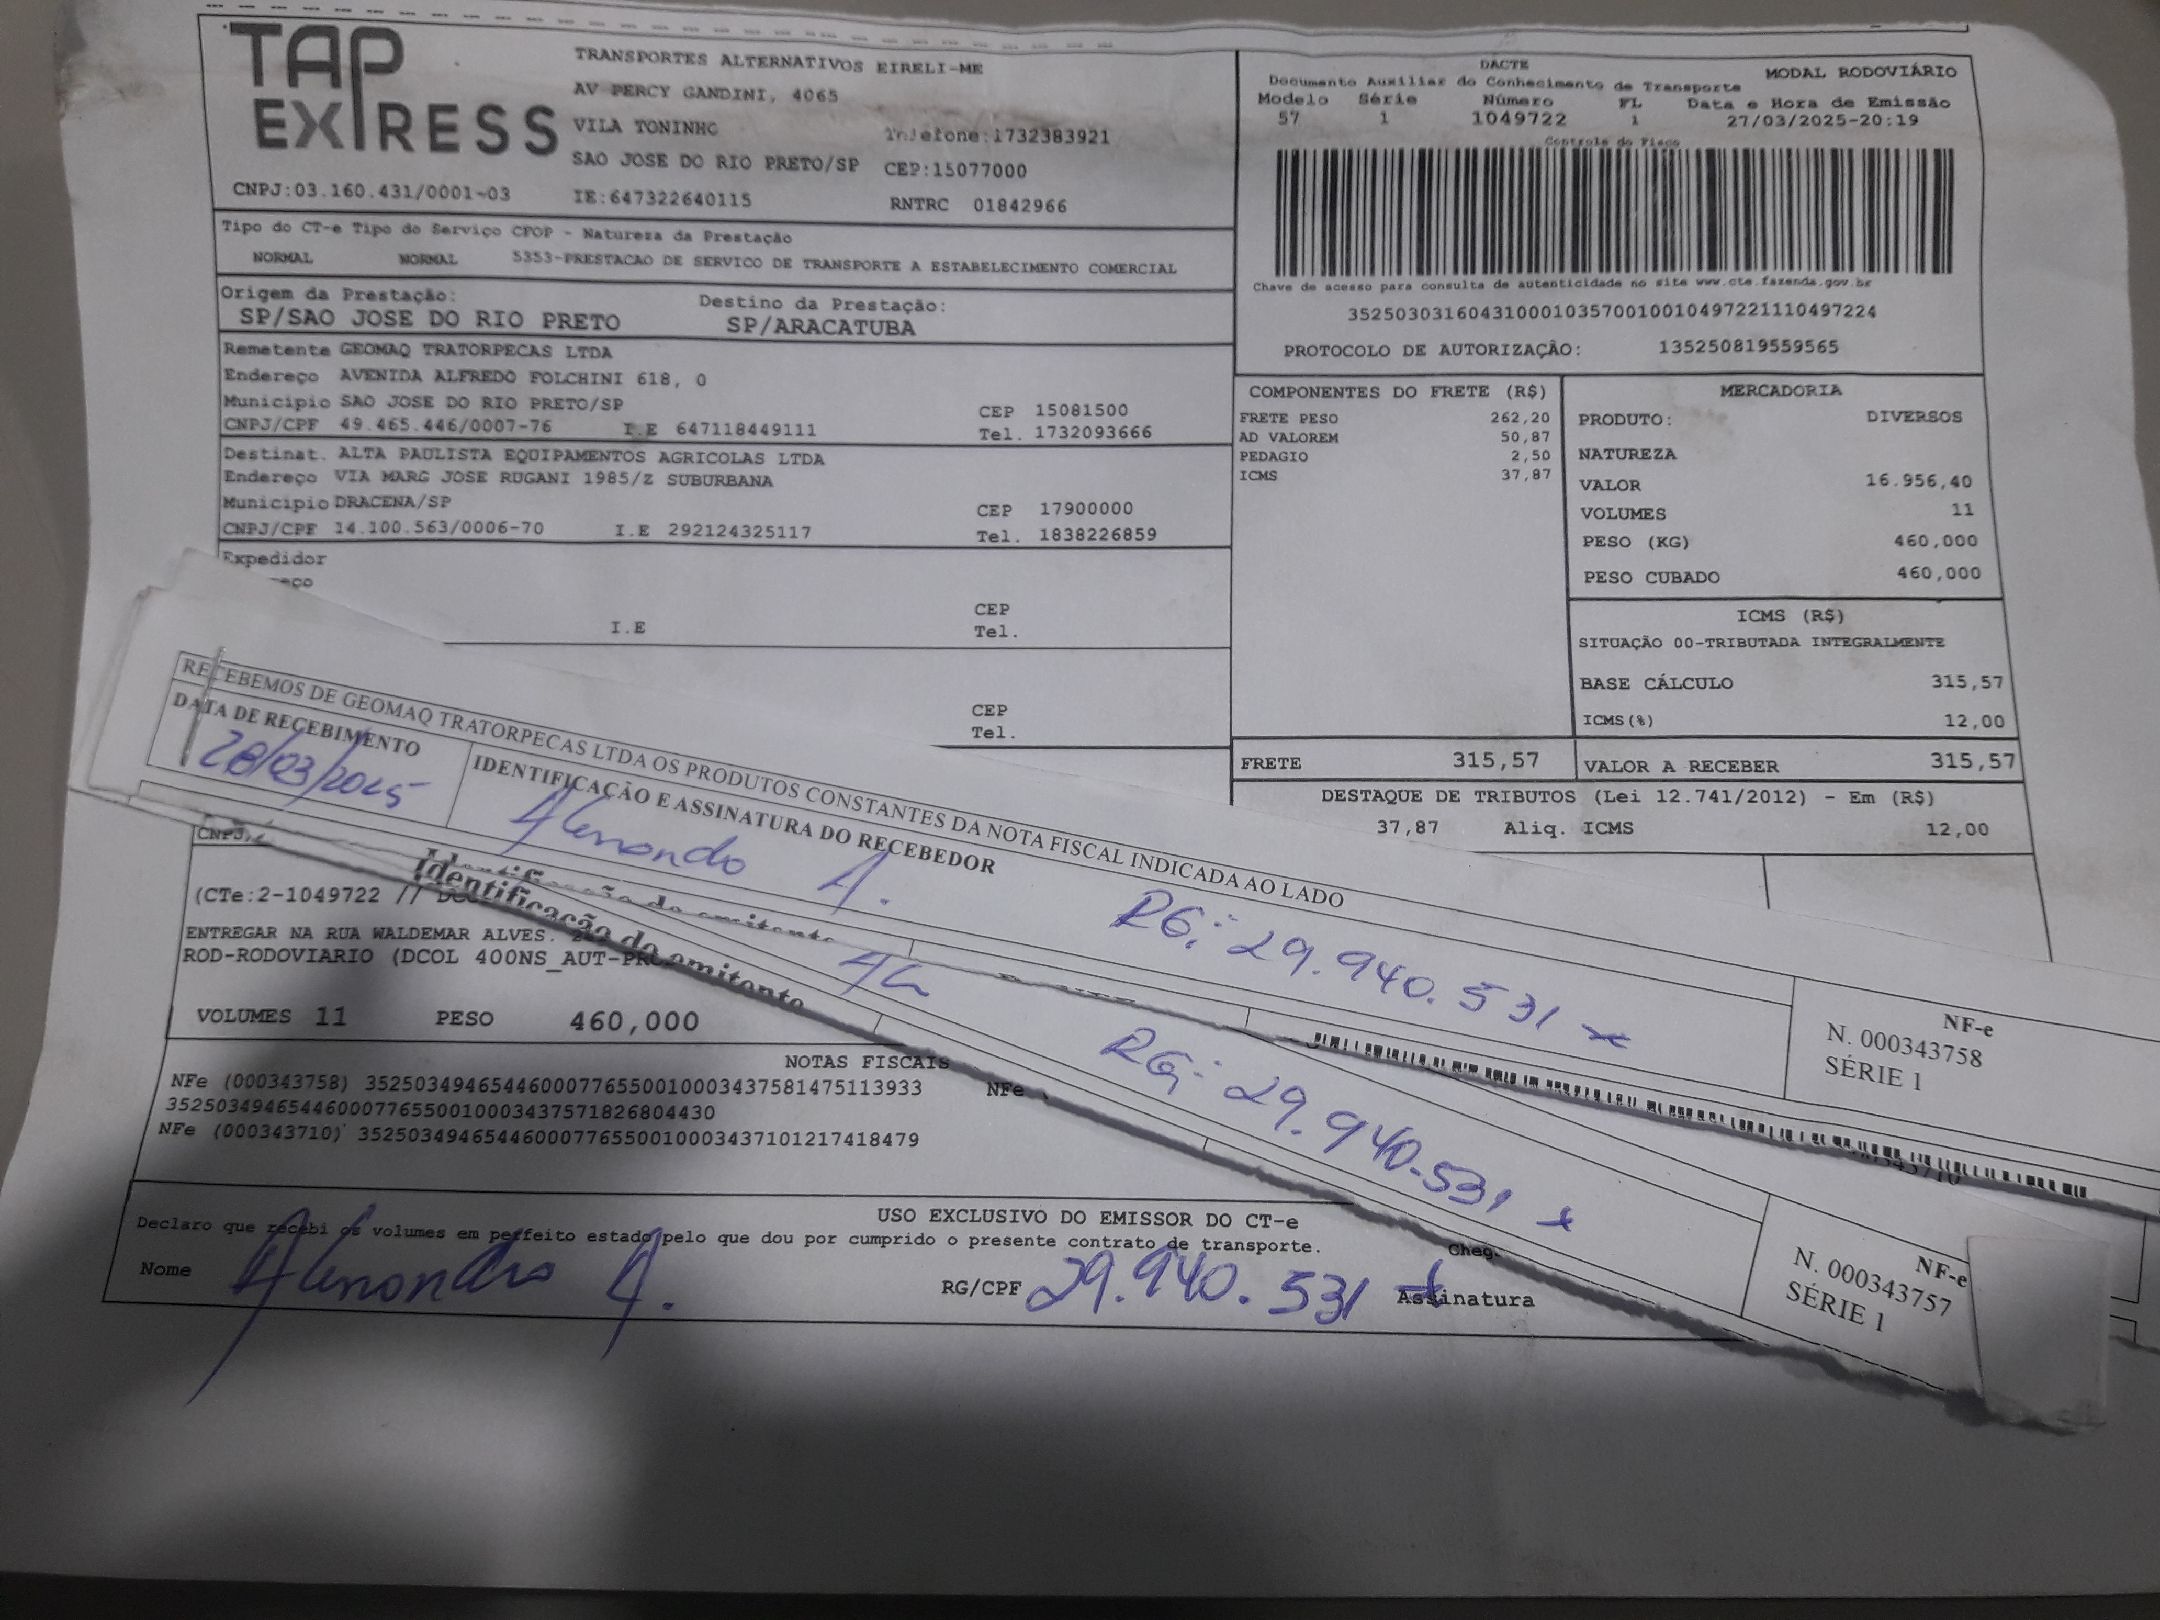 TAP EXPRESS
TRANSPORTES ALTERNATIVOS EIRELI-ME
AV PERCY GANDINI, 4065
VILA TONINHO Telefone:1732383921
SAO JOSE DO RIO PRETO/SP CEP:15077000
CNPJ:03.160.431/0001-03 IE:647322640115 RNTRC 01842966
DACTE MODAL RODOVIÁRIO
Documento Auxiliar do Conhecimento de Transporte
Modelo Série Número FL Data e Hora de Emissão
57 1 1049722 1 27/03/2025-20:19
Controle do Fisco
Chave de acesso para consulta de autenticidade no site www.cte.fazenda.gov.br
35250303160431000103570010010497221110497224
PROTOCOLO DE AUTORIZAÇÃO: 135250819559565
Tipo do CT-e Tipo do Serviço CFOP - Natureza da Prestação
NORMAL NORMAL 5353-PRESTACAO DE SERVICO DE TRANSPORTE A ESTABELECIMENTO COMERCIAL
Origem da Prestação: Destino da Prestação:
SP/SAO JOSE DO RIO PRETO SP/ARACATUBA
Remetente GEOMAQ TRATORPECAS LTDA
Endereço AVENIDA ALFREDO FOLCHINI 618, 0
Municipio SAO JOSE DO RIO PRETO/SP CEP 15081500
CNPJ/CPF 49.465.446/0007-76 I.E 647118449111 Tel. 1732093666
Destinat. ALTA PAULISTA EQUIPAMENTOS AGRICOLAS LTDA
Endereço VIA MARG JOSE RUGANI 1985/Z SUBURBANA
Municipio DRACENA/SP CEP 17900000
CNPJ/CPF 14.100.563/0006-70 I.E 292124325117 Tel. 1838226859
Expedidor
CEP
I.E Tel.
CEP
Tel.
COMPONENTES DO FRETE (R$)
FRETE PESO 262,20
AD VALOREM 50,87
PEDAGIO 2,50
ICMS 37,87
MERCADORIA
PRODUTO: DIVERSOS
NATUREZA
VALOR 16.956,40
VOLUMES 11
PESO (KG) 460,000
PESO CUBADO 460,000
ICMS (R$)
SITUAÇÃO 00-TRIBUTADA INTEGRALMENTE
BASE CÁLCULO 315,57
ICMS(%) 12,00
FRETE 315,57 VALOR A RECEBER 315,57
DESTAQUE DE TRIBUTOS (Lei 12.741/2012) - Em (R$)
37,87 Aliq. ICMS 12,00
RECEBEMOS DE GEOMAQ TRATORPECAS LTDA OS PRODUTOS CONSTANTES DA NOTA FISCAL INDICADA AO LADO
DATA DE RECEBIMENTO IDENTIFICAÇÃO E ASSINATURA DO RECEBEDOR
28/03/2025 A. RG: 29.940.531 x
NF-e
N. 000343758
SÉRIE 1
Identificação do emitente
Identificação do emitente
RG: 29.940.531 x
NF-e
N. 000343757
SÉRIE 1
CNPJ
(CTe:2-1049722 //
ENTREGAR NA RUA WALDEMAR ALVES.
ROD-RODOVIARIO (DCOL 400NS_AUT-
VOLUMES 11 PESO 460,000
NOTAS FISCAIS
NFe (000343758) 35250349465446000776550010003437581475113933 NFe
35250349465446000776550010003437571826804430
NFe (000343710) 35250349465446000776550010003437101217418479
USO EXCLUSIVO DO EMISSOR DO CT-e
Declaro que recebi os volumes em perfeito estado pelo que dou por cumprido o presente contrato de transporte.
Cheg.
Nome A. RG/CPF 29.940.531 x Assinatura